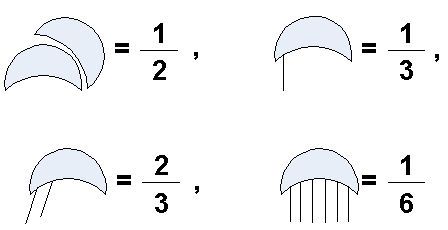 = 1/2 ,
= 1/3 ,
= 2/3 ,
= 1/6